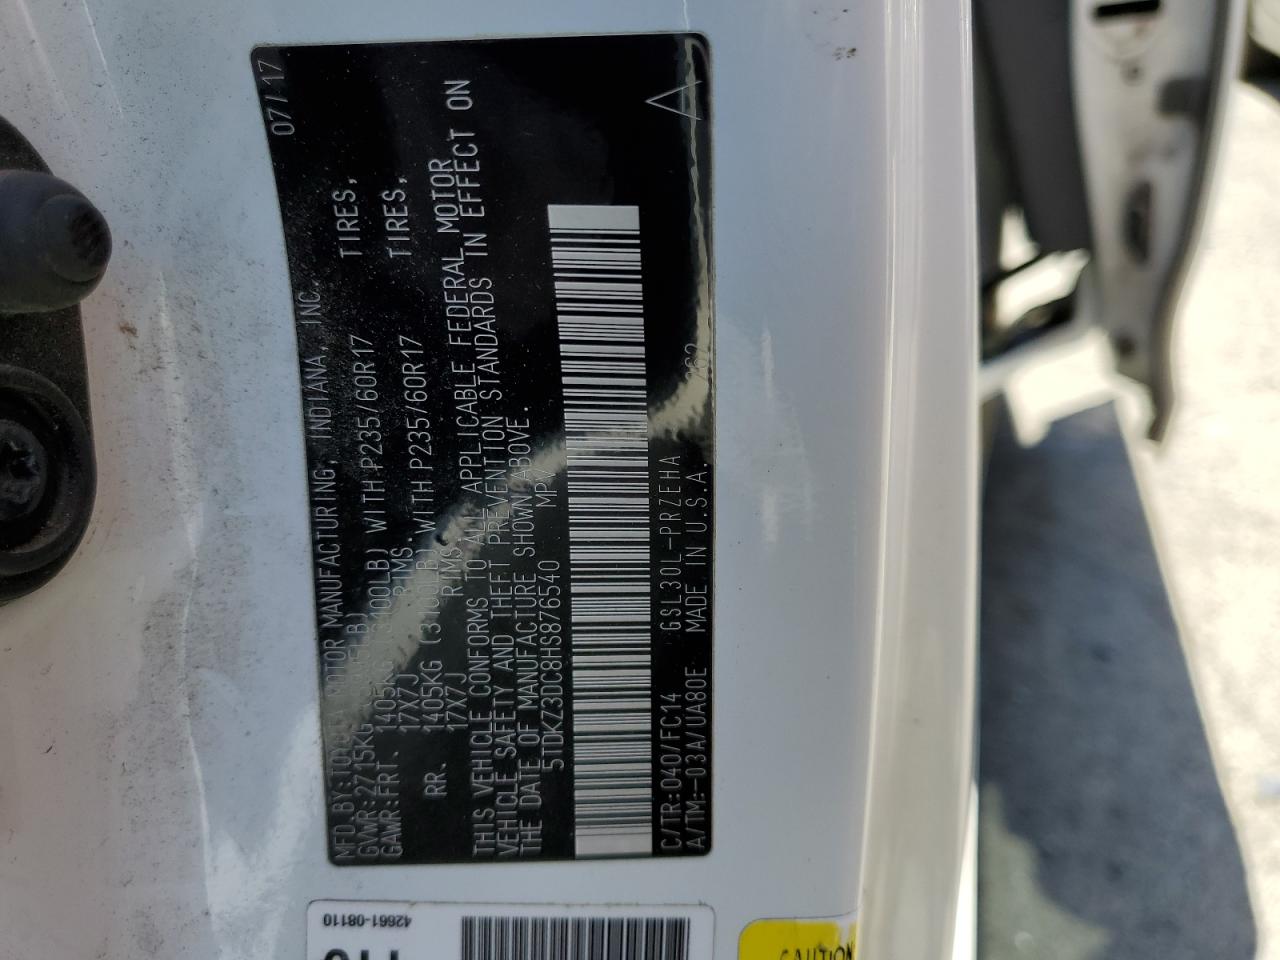 MFD.BY:TOYOTA MOTOR MANUFACTURING, INDIANA, INC. 07/17
GVWR:2715KG
GAWR:FRT. 1405KG (3100LB) WITH P235/60R17 TIRES,
17X7J RIMS.
RR. 1405KG (3100LB) WITH P235/60R17 TIRES,
17X7J RIMS.
THIS VEHICLE CONFORMS TO ALL APPLICABLE FEDERAL MOTOR
VEHICLE SAFETY AND THEFT PREVENTION STANDARDS IN EFFECT ON
THE DATE OF MANUFACTURE SHOWN ABOVE.
5TDKZ3DC8HS876540 MPV
C/TR:040/FC14 GSL30L-PRZEHA
A/TM:-03A/UA80E MADE IN U.S.A.
42661-08110
CAUTION